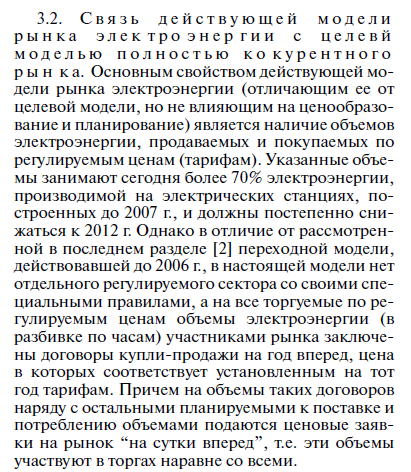 3.2. Связь действующей модели
рынка электроэнергии с целевй
моделью полностью кокурентного
рынка. Основным свойством действующей мо-
дели рынка электроэнергии (отличающим ее от
целевой модели, но не влияющим на ценообразо-
вание и планирование) является наличие объемов
электроэнергии, продаваемых и покупаемых по
регулируемым ценам (тарифам). Указанные объе-
мы занимают сегодня более 70% электроэнергии,
производимой на электрических станциях, по-
строенных до 2007 г., и должны постепенно сни-
жаться к 2012 г. Однако в отличие от рассмотрен-
ной в последнем разделе [2] переходной модели,
действовавшей до 2006 г., в настоящей модели нет
отдельного регулируемого сектора со своими спе-
циальными правилами, а на все торгуемые по ре-
гулируемым ценам объемы электроэнергии (в
разбивке по часам) участниками рынка заключе-
ны договоры купли-продажи на год вперед, цена
в которых соответствует установленным на тот
год тарифам. Причем на объемы таких договоров
наряду с остальными планируемыми к поставке и
потреблению объемами подаются ценовые заяв-
ки на рынок “на сутки вперед”, т.е. эти объемы
участвуют в торгах наравне со всеми.